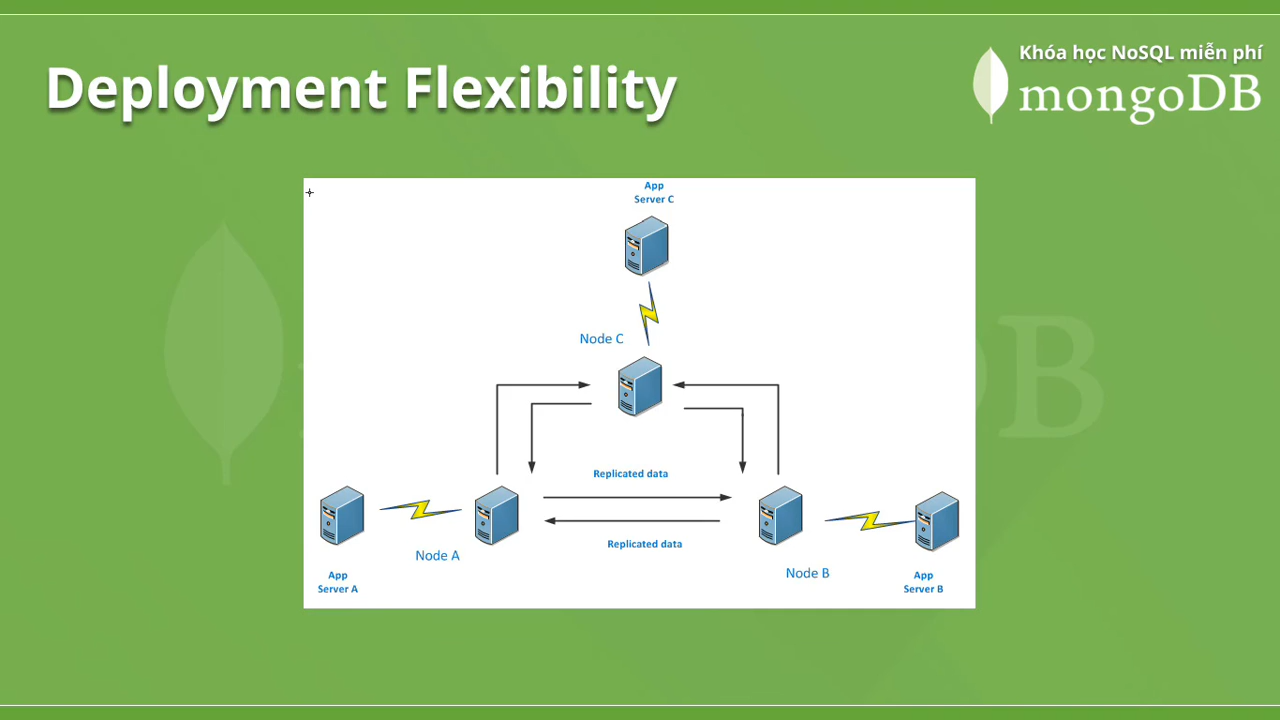 Deployment Flexibility
Khóa học NoSQL miễn phí
mongoDB
App
Server C
Node C
Replicated data
Replicated data
Node A
Node B
App
Server A
App
Server B